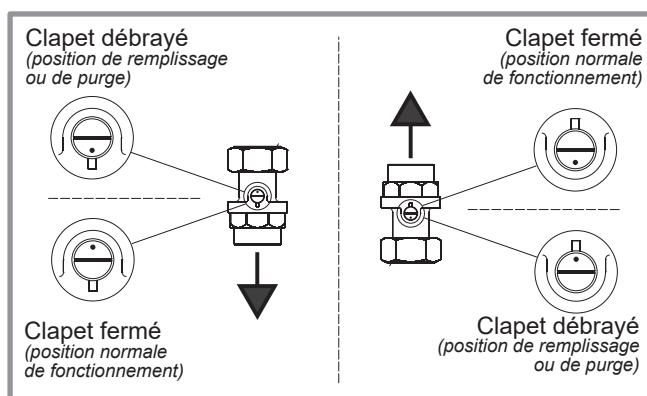 Clapet débrayé
(position de remplissage
ou de purge)
Clapet fermé
(position normale
de fonctionnement)
Clapet fermé
(position normale
de fonctionnement)
Clapet débrayé
(position de remplissage
ou de purge)